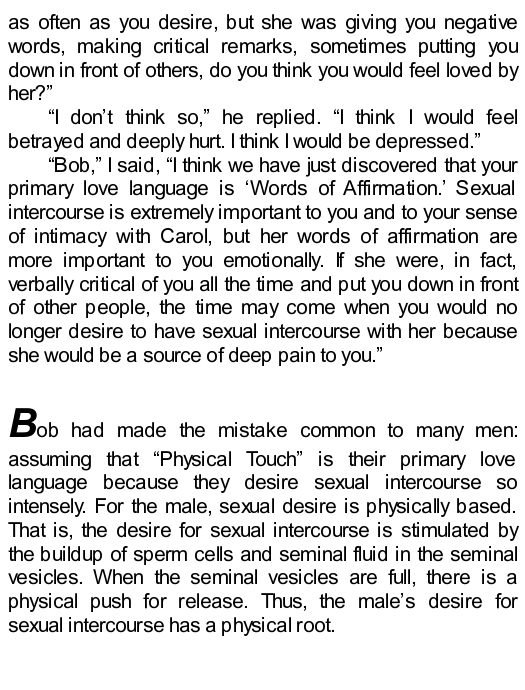 as often as you desire, but she was giving you negative
words, making critical remarks, sometimes putting you
down in front of others, do you think you would feel loved by
her?”
“I don’t think so,” he replied. “I think I would feel
betrayed and deeply hurt. I think I would be depressed.”
“Bob,” I said, “I think we have just discovered that your
primary love language is ‘Words of Affirmation.’ Sexual
intercourse is extremely important to you and to your sense
of intimacy with Carol, but her words of affirmation are
more important to you emotionally. If she were, in fact,
verbally critical of you all the time and put you down in front
of other people, the time may come when you would no
longer desire to have sexual intercourse with her because
she would be a source of deep pain to you.”
Bob had made the mistake common to many men:
assuming that “Physical Touch” is their primary love
language because they desire sexual intercourse so
intensely. For the male, sexual desire is physically based.
That is, the desire for sexual intercourse is stimulated by
the buildup of sperm cells and seminal fluid in the seminal
vesicles. When the seminal vesicles are full, there is a
physical push for release. Thus, the male’s desire for
sexual intercourse has a physical root.